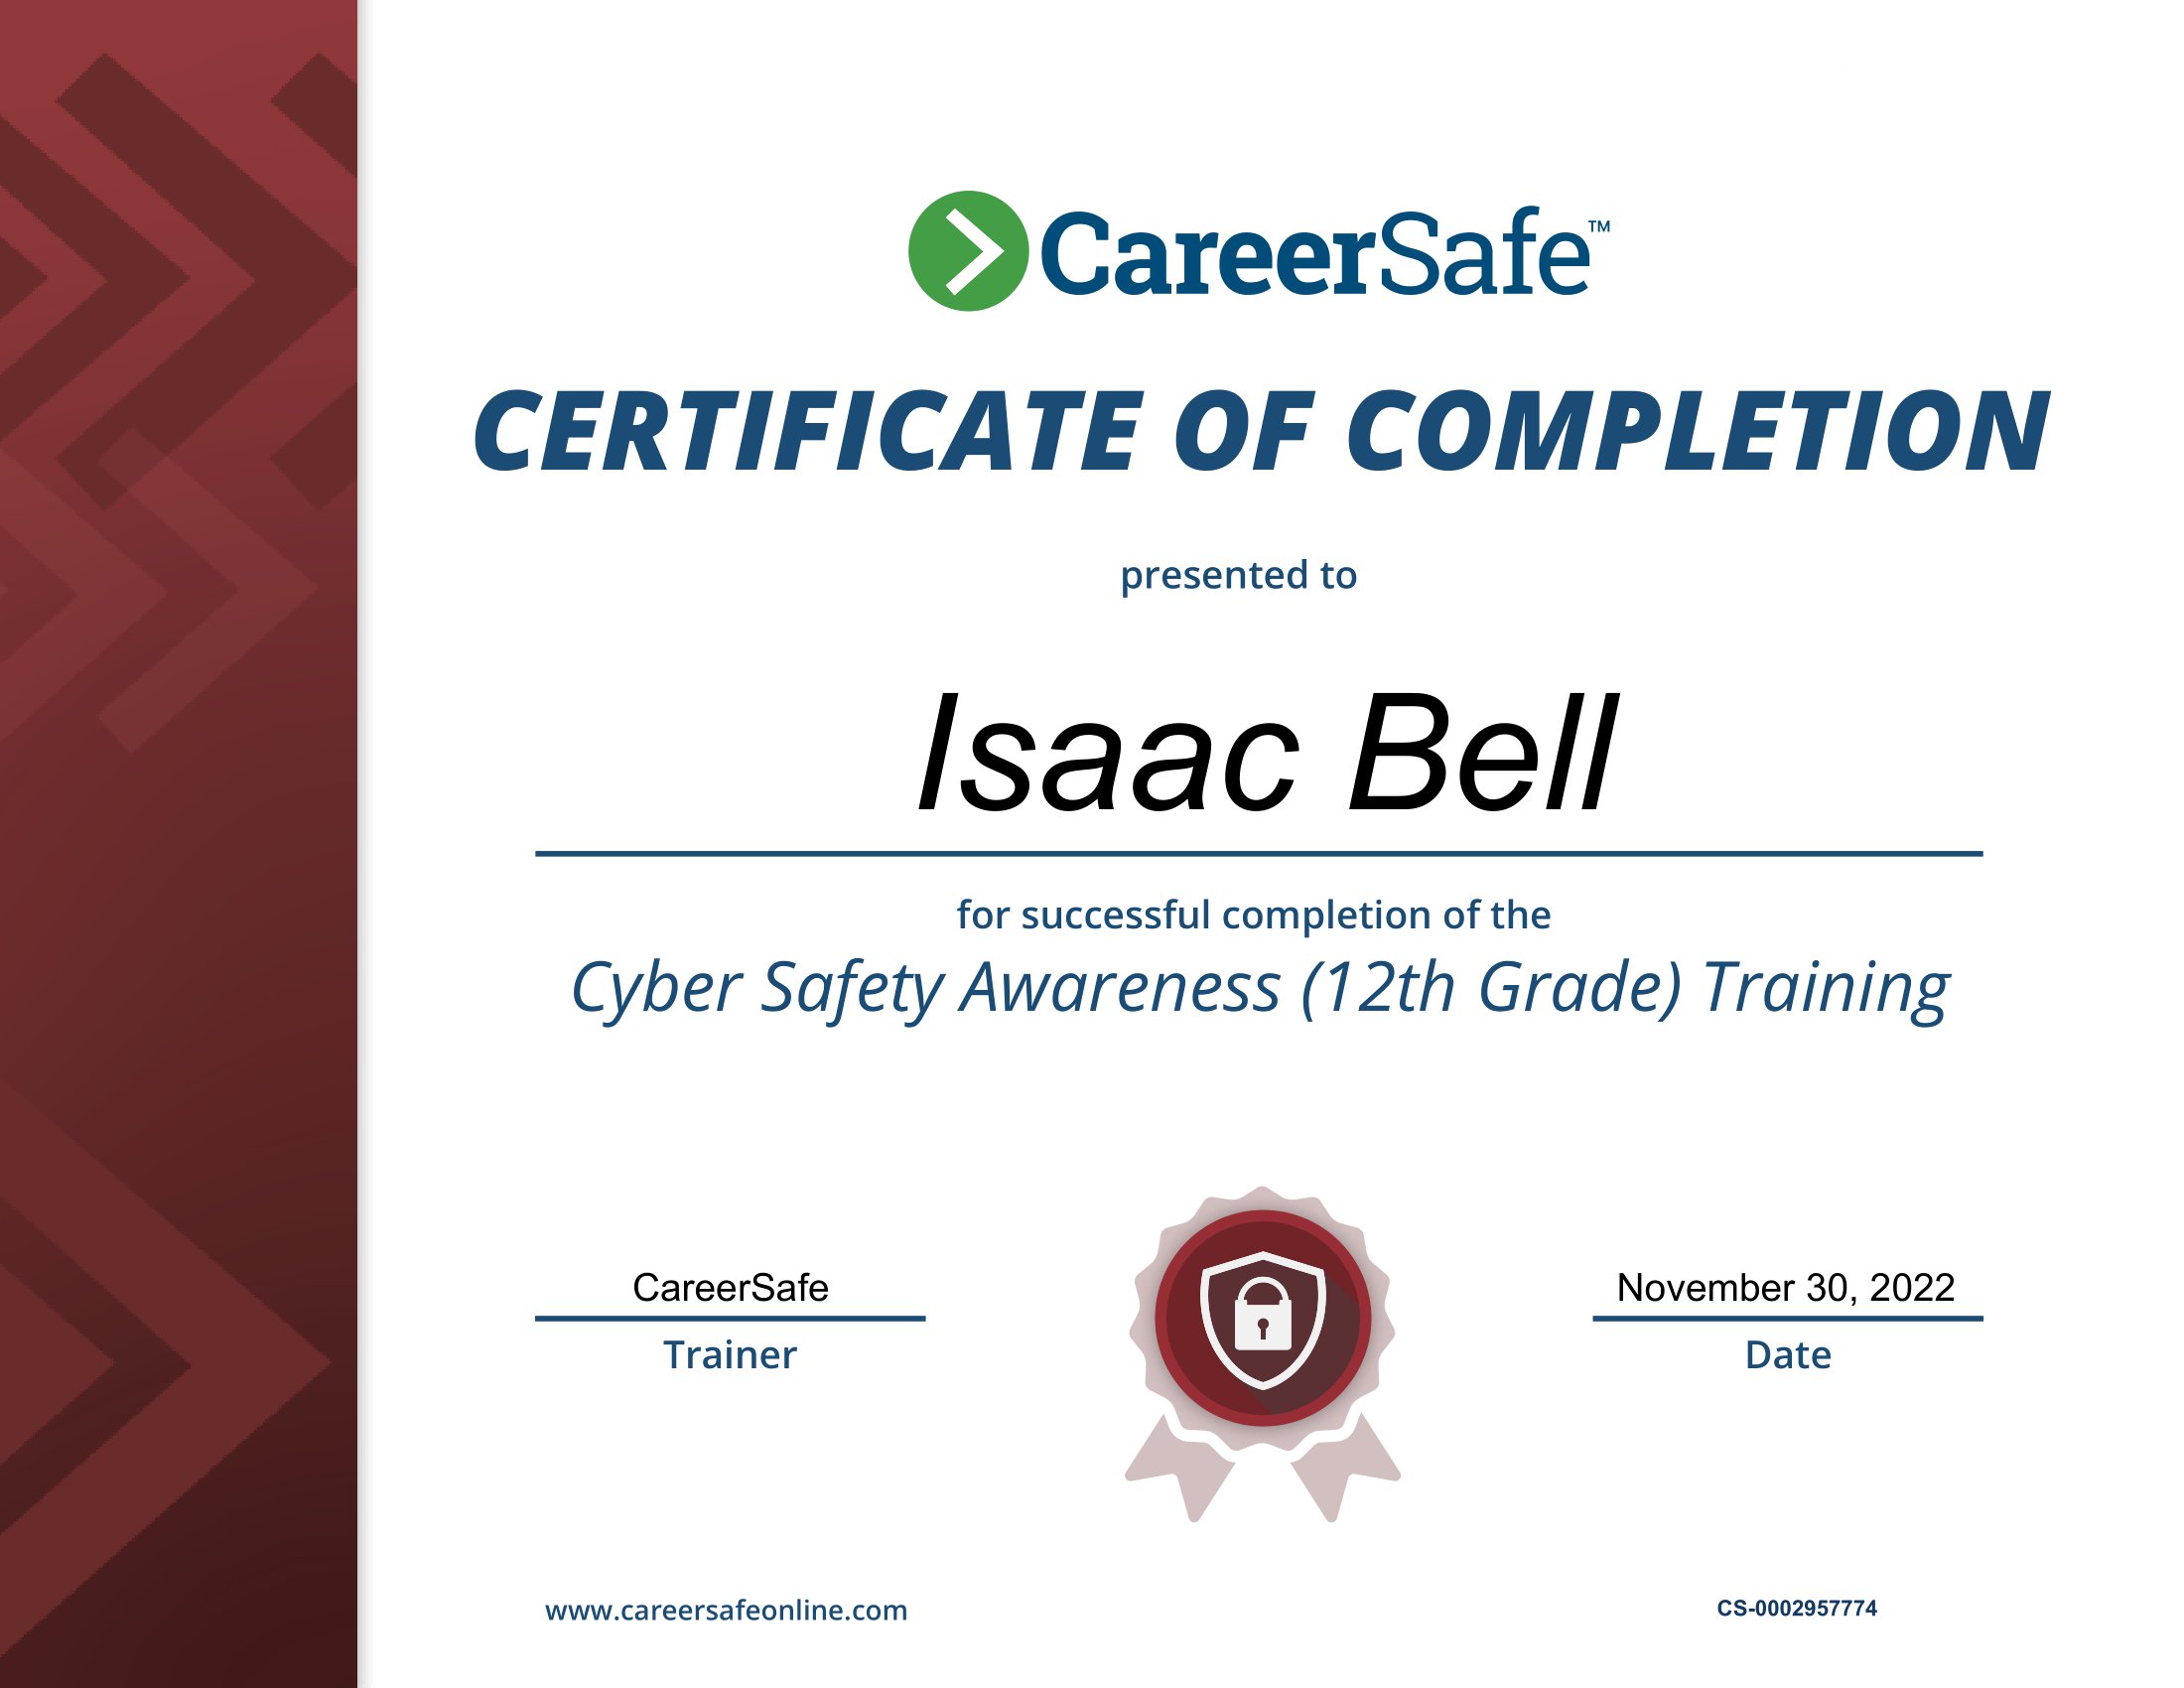 CareerSafe™
CERTIFICATE OF COMPLETION
presented to
Isaac Bell
for successful completion of the
Cyber Safety Awareness (12th Grade) Training
CareerSafe
Trainer
November 30, 2022
Date
www.careersafeonline.com
CS-0002957774